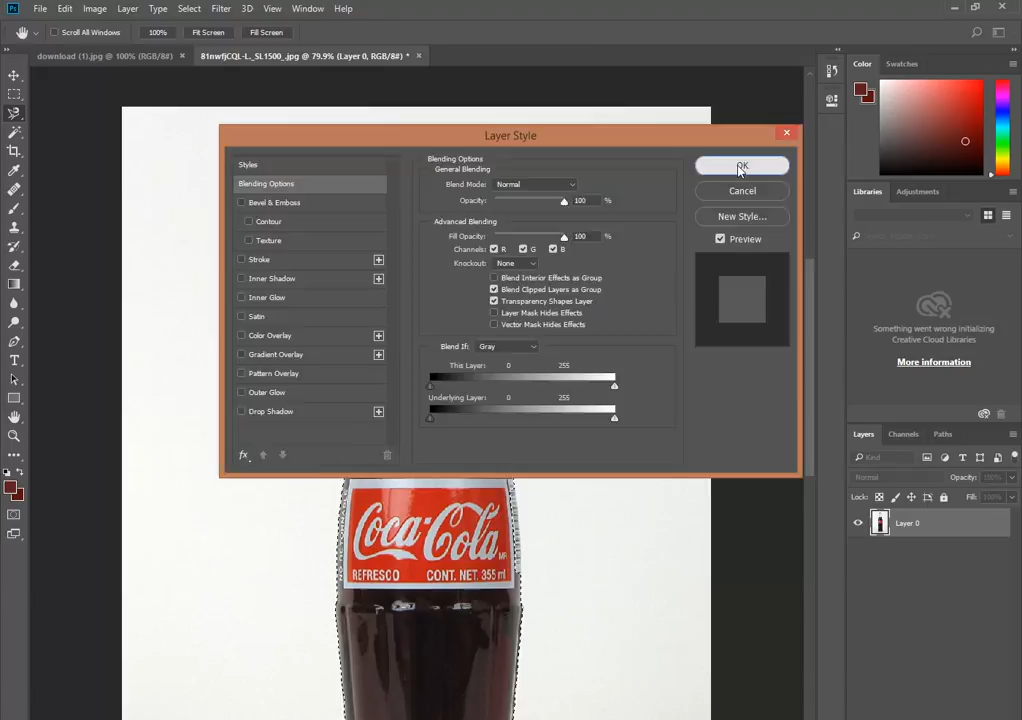 Ps File Edit Image Layer Type Select Filter 3D View Window Help
Scroll All Windows 100% Fit Screen Fill Screen
download (1).jpg @ 100% (RGB/8#) × 81nwfjCQL-L._SL1500_.jpg @ 79.9% (Layer 0, RGB/8#) * ×
Color Swatches
Layer Style
Styles
Blending Options
Bevel & Emboss
Contour
Texture
Stroke
Inner Shadow
Inner Glow
Satin
Color Overlay
Gradient Overlay
Pattern Overlay
Outer Glow
Drop Shadow
fx
Blending Options
General Blending
Blend Mode: Normal
Opacity: 100 %
Advanced Blending
Fill Opacity: 100 %
Channels: R G B
Knockout: None
Blend Interior Effects as Group
Blend Clipped Layers as Group
Transparency Shapes Layer
Layer Mask Hides Effects
Vector Mask Hides Effects
Blend If: Gray
This Layer: 0 255
Underlying Layer: 0 255
OK
Cancel
New Style...
Preview
Libraries Adjustments
Something went wrong initializing
Creative Cloud Libraries
More information
Layers Channels Paths
Kind
Normal Opacity: 100%
Lock: Fill: 100%
Layer 0
Coca-Cola
MR
REFRESCO CONT. NET. 355 ml